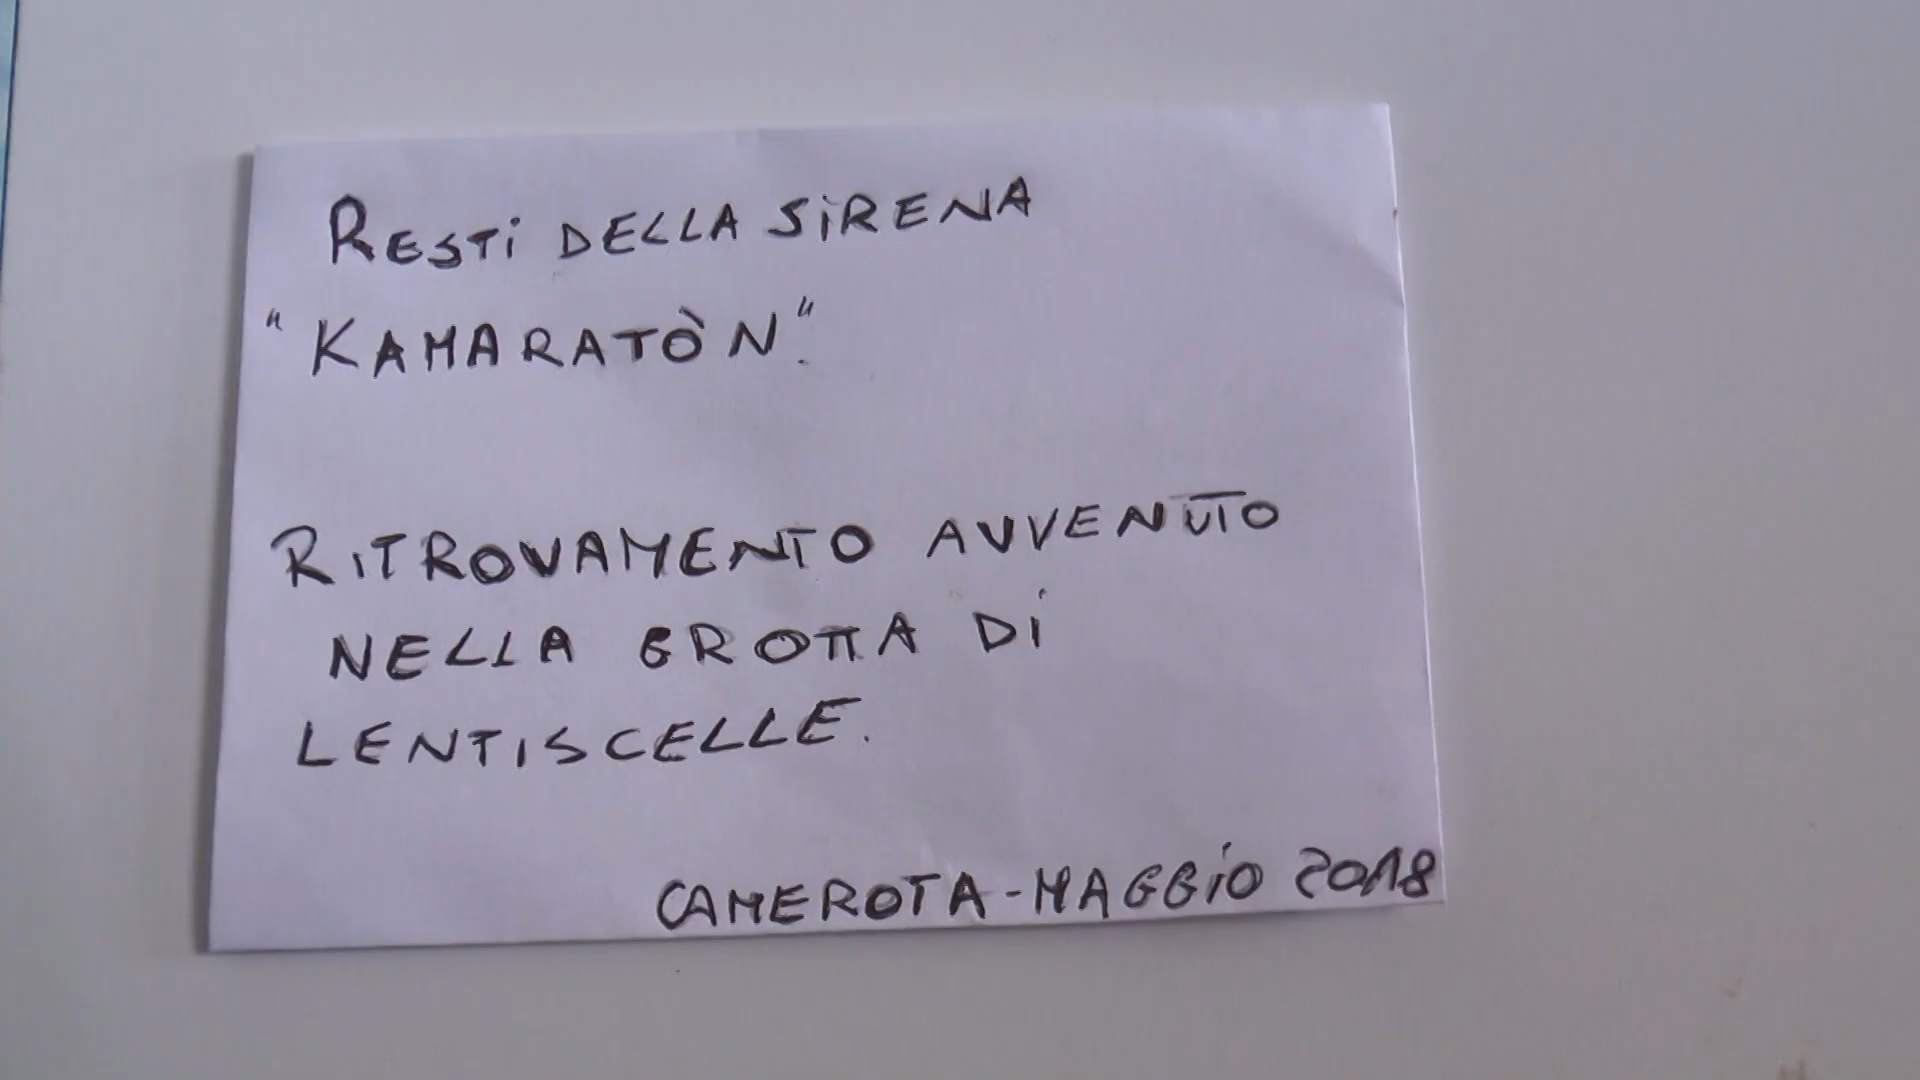 RESTI DELLA SIRENA
"KAMARATÒN".
RITROVAMENTO AVVENUTO
NELLA GROTTA DI
LENTISCELLE.
CAMEROTA-MAGGIO 2018